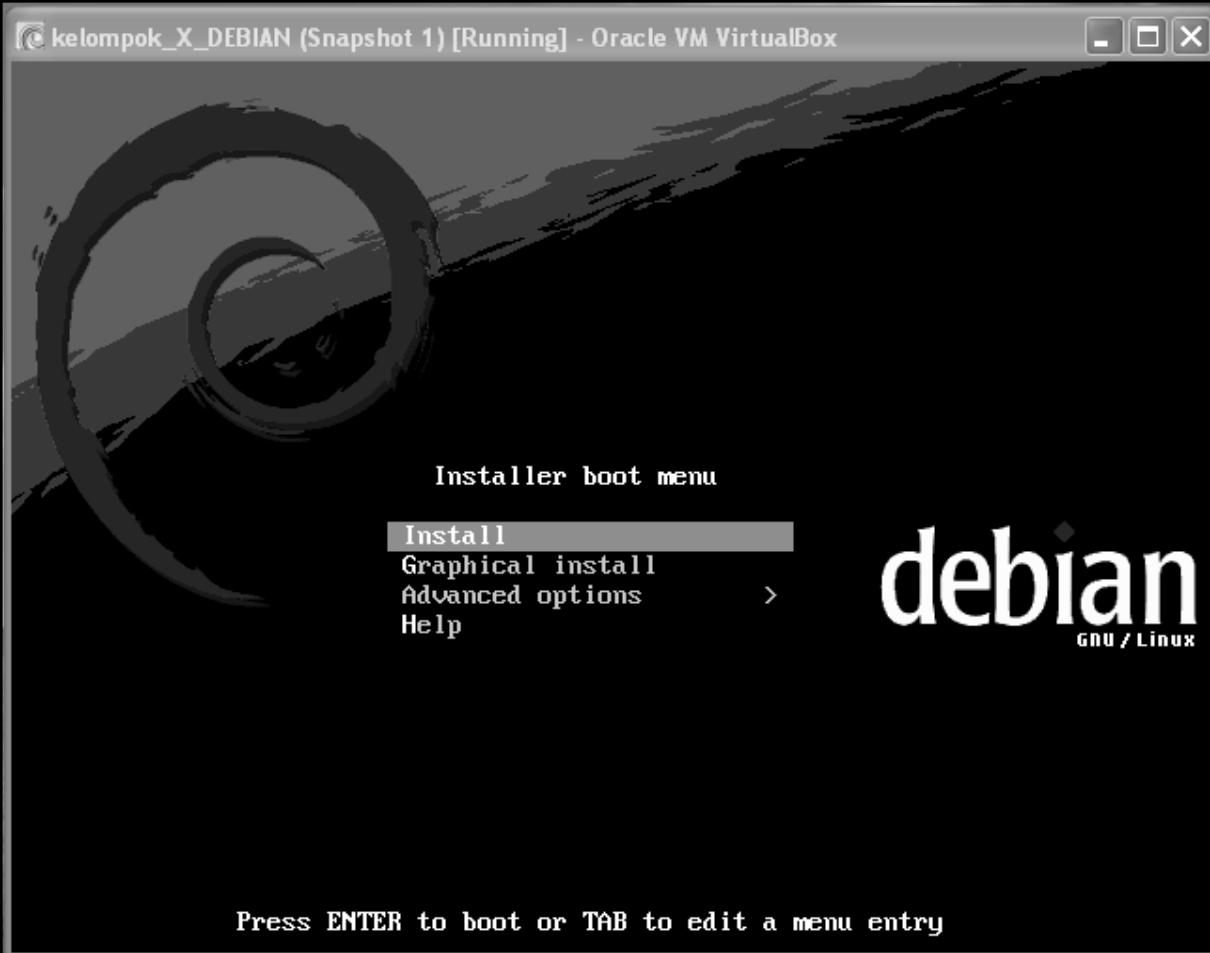 kelompok_X_DEBIAN (Snapshot 1) [Running] - Oracle VM VirtualBox
Installer boot menu
Install
Graphical install
Advanced options >
Help
debian
GNU/Linux
Press ENTER to boot or TAB to edit a menu entry